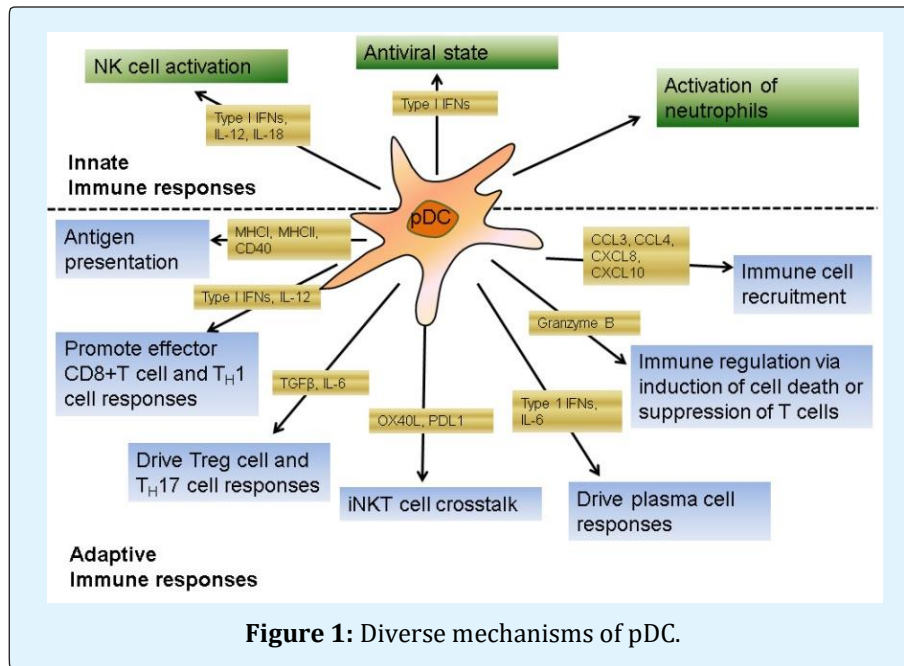 NK cell activation
Type I IFNs,
IL-12, IL-18
Antiviral state
Type I IFNs
Activation of
neutrophils
Innate
Immune responses
pDC
Antigen
presentation
MHCI, MHCII,
CD40
CCL3, CCL4,
CXCL8,
CXCL10
Immune cell
recruitment
Type I IFNs, IL-12
Promote effector
CD8+T cell and TH1
cell responses
Granzyme B
Immune regulation via
induction of cell death or
suppression of T cells
TGFβ, IL-6
Drive Treg cell and
TH17 cell responses
OX40L, PDL1
iNKT cell crosstalk
Type 1 IFNs,
IL-6
Drive plasma cell
responses
Adaptive
Immune responses
Figure 1: Diverse mechanisms of pDC.